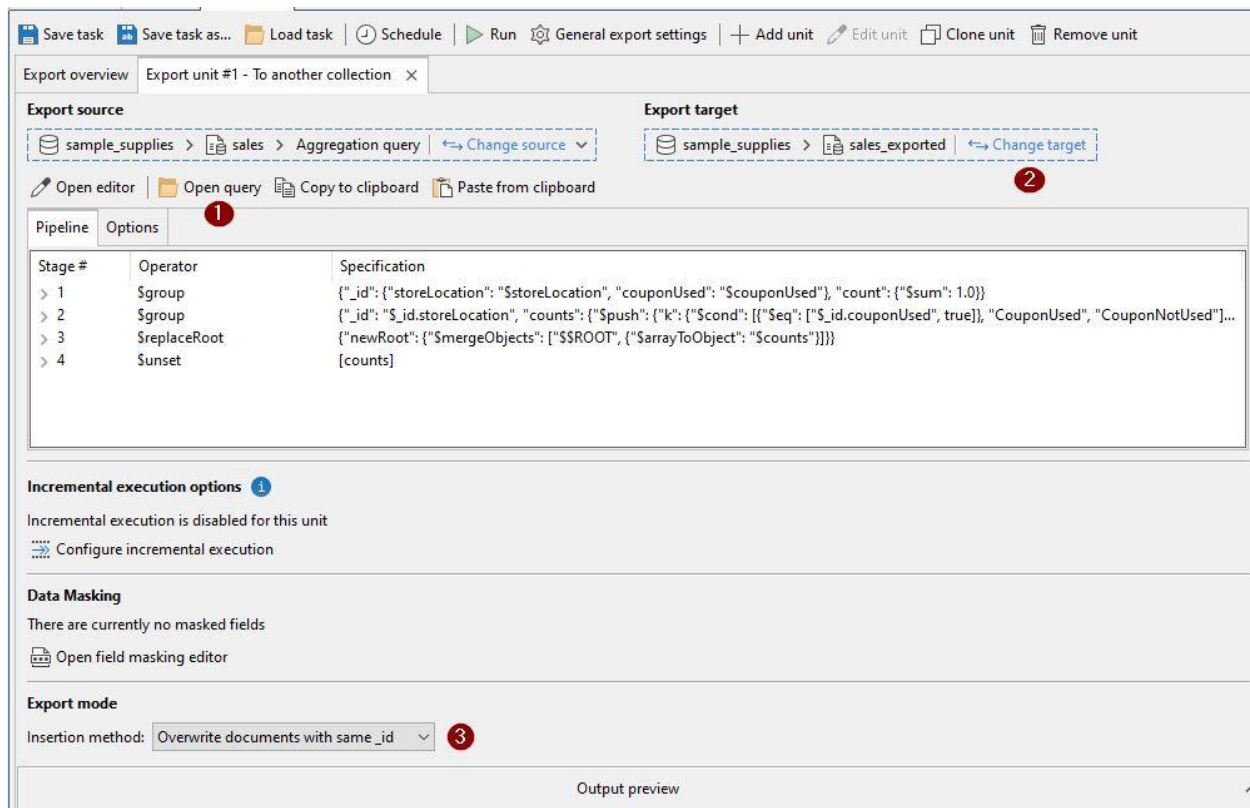 Save task Save task as... Load task Schedule Run General export settings Add unit Edit unit Clone unit Remove unit
Export overview Export unit #1 - To another collection
Export source Export target
sample_supplies > sales > Aggregation query Change source sample_supplies > sales_exported Change target
Open editor Open query Copy to clipboard Paste from clipboard 2
1
Pipeline Options
Stage # Operator Specification
> 1 $group {"_id": {"storeLocation": "$storeLocation", "couponUsed": "$couponUsed"}, "count": {"$sum": 1.0}}
> 2 $group {"_id": "$_id.storeLocation", "counts": {"$push": {"k": {"$cond": [{"$eq": ["$_id.couponUsed", true]}, "CouponUsed", "CouponNotUsed"]...
> 3 $replaceRoot {"newRoot": {"$mergeObjects": ["$$ROOT", {"$arrayToObject": "$counts"}]}}
> 4 $unset [counts]
Incremental execution options i
Incremental execution is disabled for this unit
Configure incremental execution
Data Masking
There are currently no masked fields
Open field masking editor
Export mode
Insertion method: Overwrite documents with same _id 3
Output preview